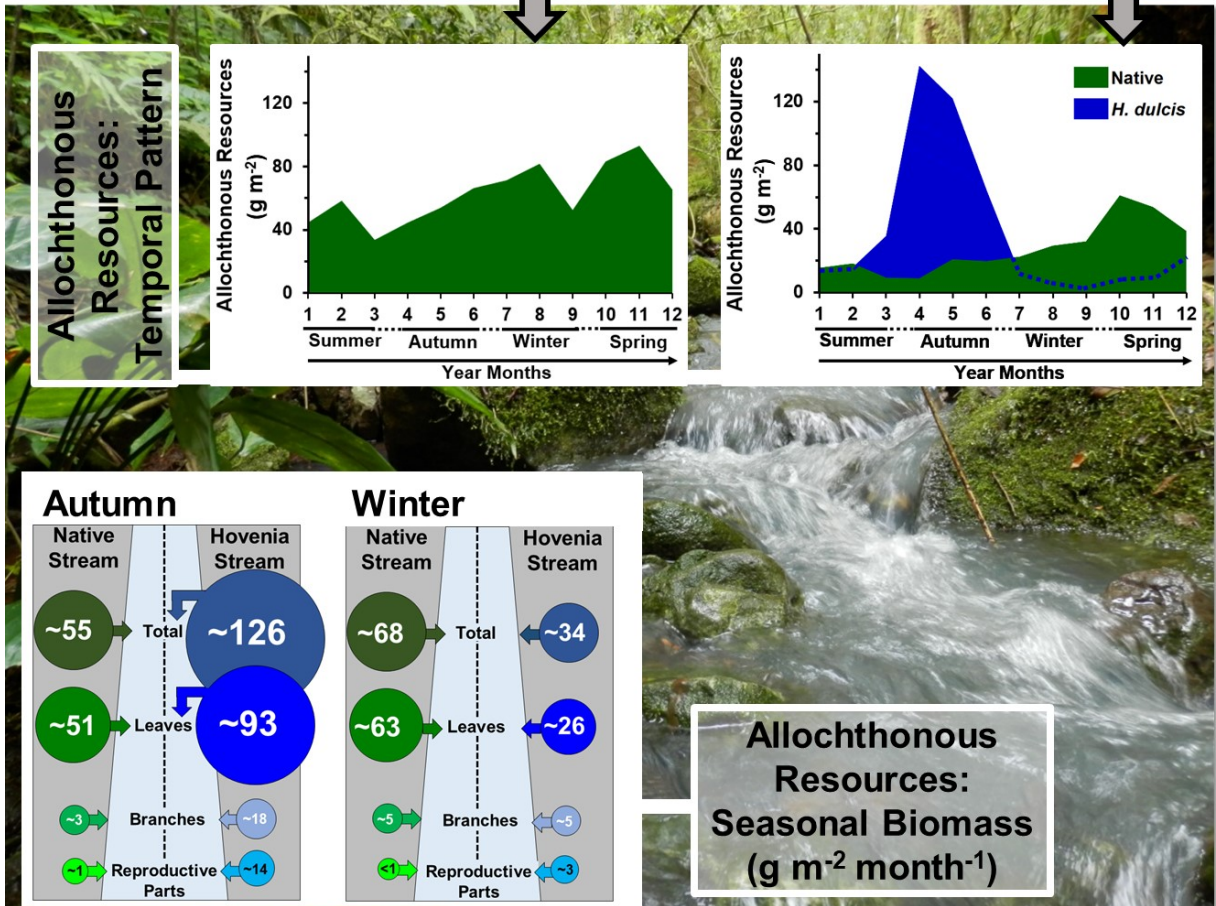 Allochthonous
Resources:
Temporal Pattern
Allochthonous Resources
(g m-2)
120
80
40
0
1 2 3 4 5 6 7 8 9 10 11 12
Summer Autumn Winter Spring
Year Months
Allochthonous Resources
(g m-2)
120
80
40
0
Native
H. dulcis
1 2 3 4 5 6 7 8 9 10 11 12
Summer Autumn Winter Spring
Year Months
Autumn
Native
Stream
Hovenia
Stream
~55 Total ~126
~51 Leaves ~93
~3 Branches ~18
~1 Reproductive ~14
Parts
Winter
Native
Stream
Hovenia
Stream
~68 Total ~34
~63 Leaves ~26
~5 Branches ~5
<1 Reproductive ~3
Parts
Allochthonous
Resources:
Seasonal Biomass
(g m-2 month-1)